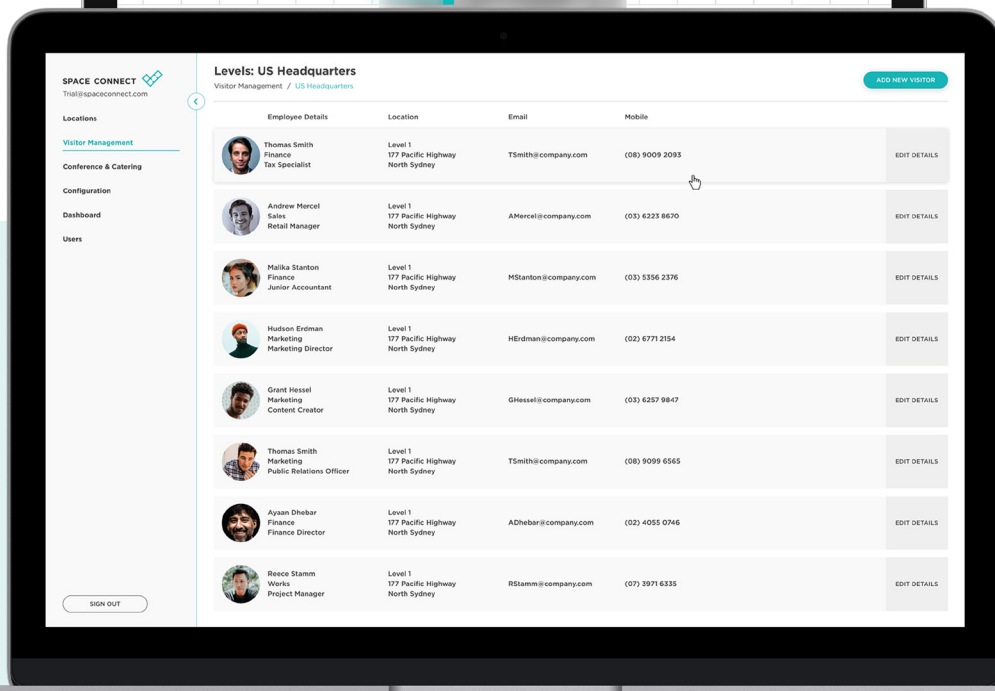 SPACE CONNECT
Trial@spaceconnect.com
Locations
Visitor Management
Conference & Catering
Configuration
Dashboard
Users
SIGN OUT
Levels: US Headquarters
Visitor Management / US Headquarters
ADD NEW VISITOR
Employee Details Location Email Mobile
Thomas Smith Level 1
Finance 177 Pacific Highway TSmith@company.com (08) 9009 2093 EDIT DETAILS
Tax Specialist North Sydney
Andrew Mercel Level 1
Sales 177 Pacific Highway AMercel@company.com (03) 6223 8670 EDIT DETAILS
Retail Manager North Sydney
Malika Stanton Level 1
Finance 177 Pacific Highway MStanton@company.com (03) 5356 2376 EDIT DETAILS
Junior Accountant North Sydney
Hudson Erdman Level 1
Marketing 177 Pacific Highway HErdman@company.com (02) 6771 2154 EDIT DETAILS
Marketing Director North Sydney
Grant Hessel Level 1
Marketing 177 Pacific Highway GHessel@company.com (03) 6257 9847 EDIT DETAILS
Content Creator North Sydney
Thomas Smith Level 1
Marketing 177 Pacific Highway TSmith@company.com (08) 9099 6565 EDIT DETAILS
Public Relations Officer North Sydney
Ayaan Dhebar Level 1
Finance 177 Pacific Highway ADhebar@company.com (02) 4055 0746 EDIT DETAILS
Finance Director North Sydney
Reece Stamm Level 1
Works 177 Pacific Highway RStamm@company.com (07) 3971 6335 EDIT DETAILS
Project Manager North Sydney